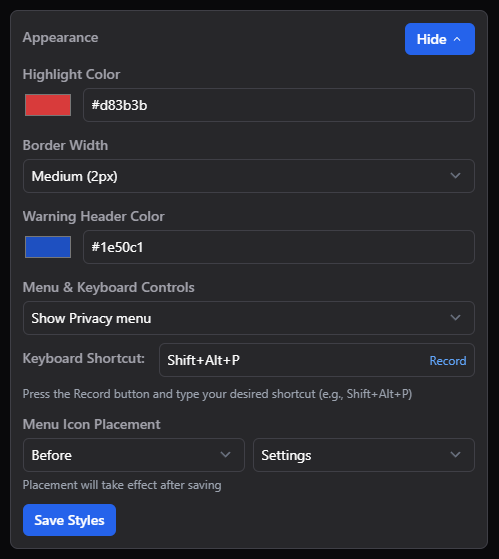 Appearance
Hide
Highlight Color
#d83b3b
Border Width
Medium (2px)
Warning Header Color
#1e50c1
Menu & Keyboard Controls
Show Privacy menu
Keyboard Shortcut: Shift+Alt+P Record
Press the Record button and type your desired shortcut (e.g., Shift+Alt+P)
Menu Icon Placement
Before Settings
Placement will take effect after saving
Save Styles